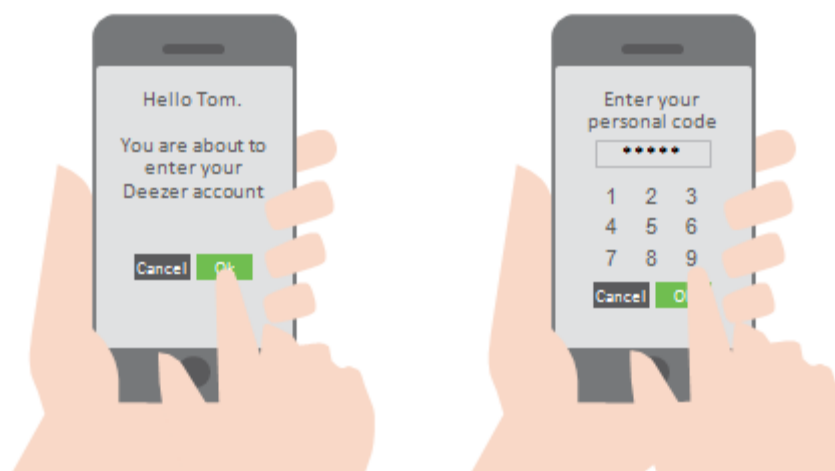 Hello Tom.
You are about to
enter your
Deezer account
Cancel Ok
Enter your
personal code
*****
1 2 3
4 5 6
7 8 9
Cancel